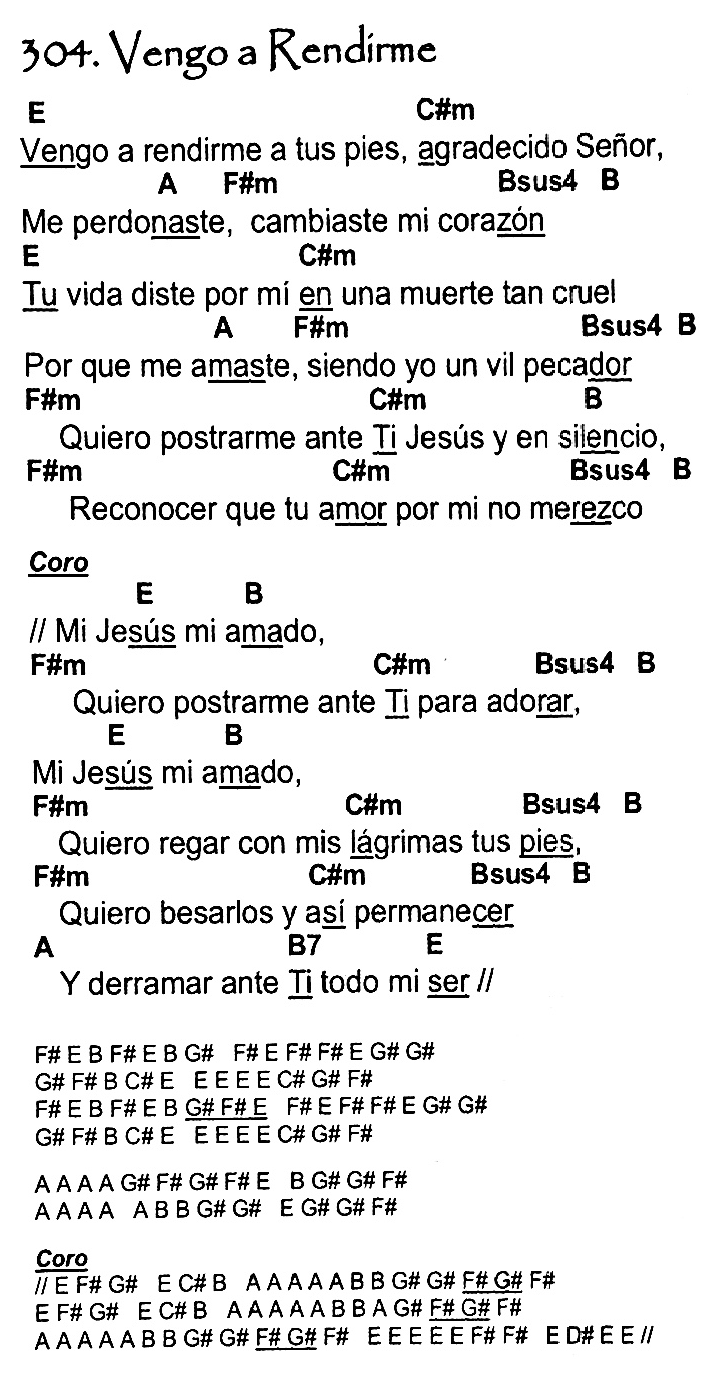 304. Vengo a Rendirme
E C#m
Vengo a rendirme a tus pies, agradecido Señor,
A F#m Bsus4 B
Me perdonaste, cambiaste mi corazón
E C#m
Tu vida diste por mí en una muerte tan cruel
A F#m Bsus4 B
Por que me amaste, siendo yo un vil pecador
F#m C#m B
Quiero postrarme ante Ti Jesús y en silencio,
F#m C#m Bsus4 B
Reconocer que tu amor por mi no merezco
Coro
E B
// Mi Jesús mi amado,
F#m C#m Bsus4 B
Quiero postrarme ante Ti para adorar,
E B
Mi Jesús mi amado,
F#m C#m Bsus4 B
Quiero regar con mis lágrimas tus pies,
F#m C#m Bsus4 B
Quiero besarlos y así permanecer
A B7 E
Y derramar ante Ti todo mi ser //
F# E B F# E B G# F# E F# F# E G# G#
G# F# B C# E E E E E C# G# F#
F# E B F# E B G# F# E F# E F# F# E G# G#
G# F# B C# E E E E E C# G# F#
A A A A G# F# G# F# E B G# G# F#
A A A A A B B G# G# E G# G# F#
Coro
// E F# G# E C# B A A A A A B B G# G# F# G# F#
E F# G# E C# B A A A A A B B A G# F# G# F#
A A A A A B B G# G# F# G# F# E E E E E F# F# E D# E E //